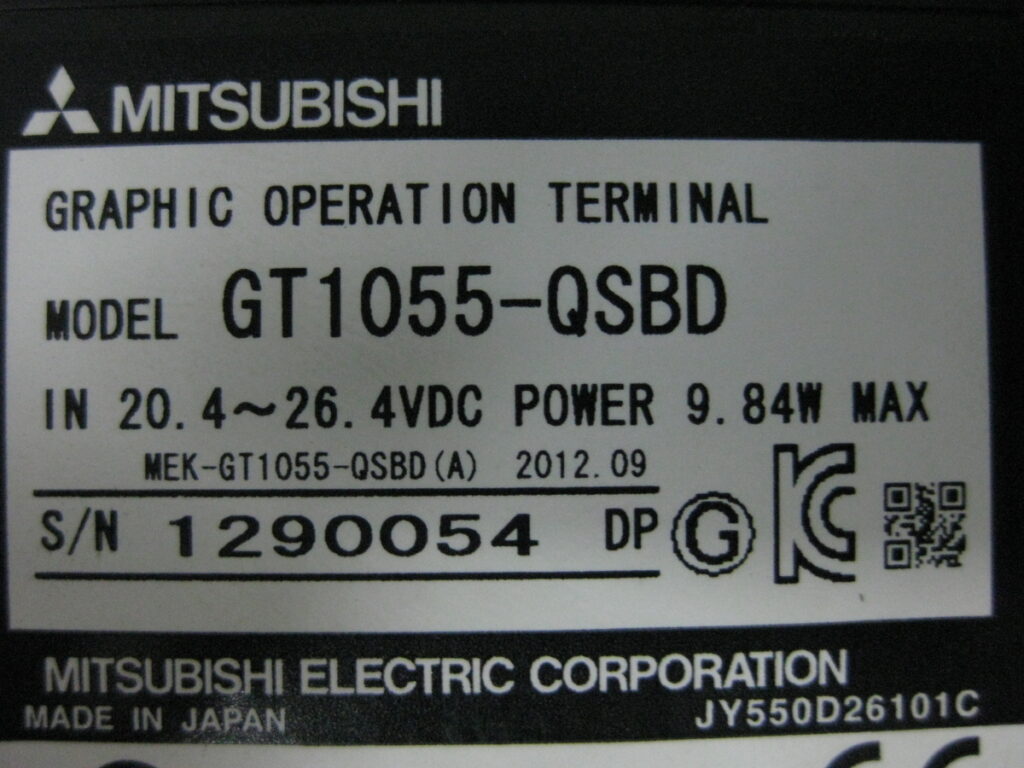 MITSUBISHI
GRAPHIC OPERATION TERMINAL
MODEL GT1055-QSBD
IN 20.4~26.4VDC POWER 9.84W MAX
MEK-GT1055-QSBD(A) 2012.09
S/N 1290054 DP G KC
MITSUBISHI ELECTRIC CORPORATION
MADE IN JAPAN JY550D26101C